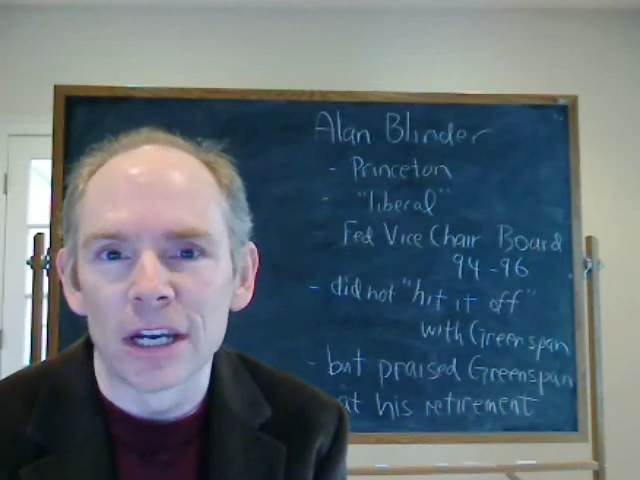 Alan Blinder
- Princeton
- "liberal"
Fed Vice Chair Board
94-96
- did not "hit it off"
with Greenspan
- but praised Greenspan
at his retirement